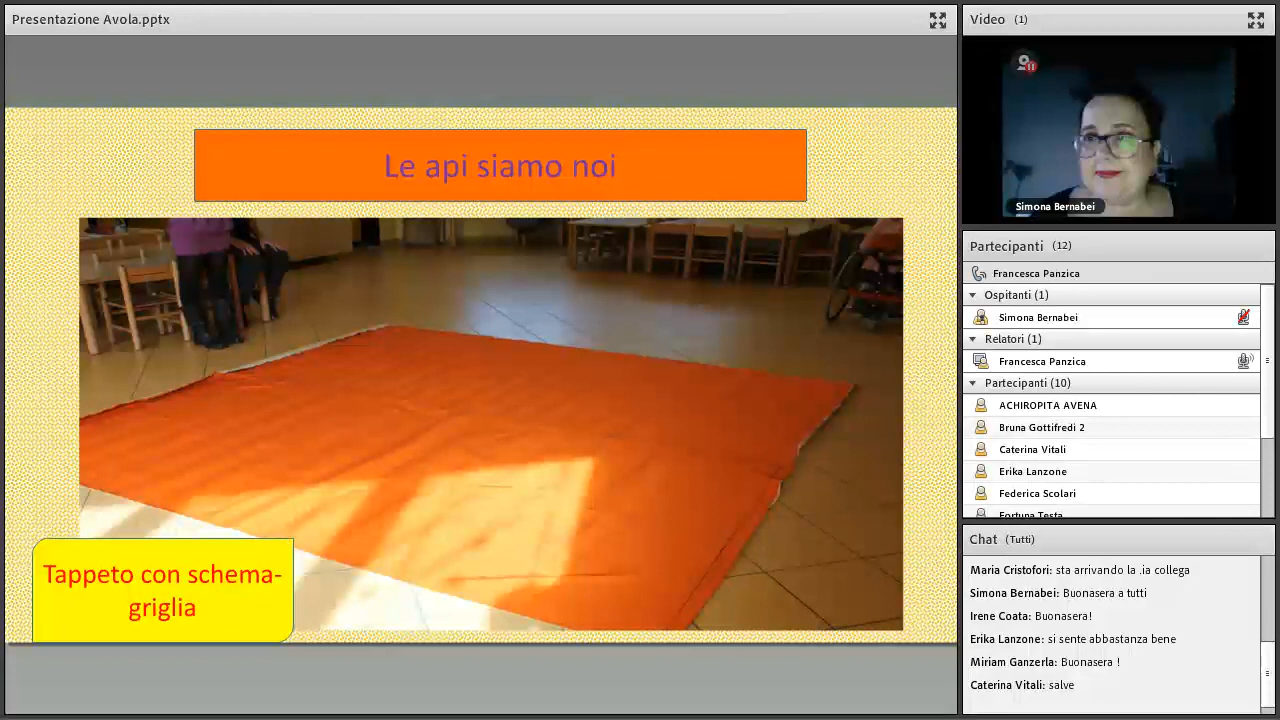 Presentazione Avola.pptx
Le api siamo noi
Tappeto con schema-
griglia
Video (1)
Simona Bernabei
Partecipanti (12)
Francesca Panzica
Ospitanti (1)
Simona Bernabei
Relatori (1)
Francesca Panzica
Partecipanti (10)
ACHIROPITA AVENA
Bruna Gottifredi 2
Caterina Vitali
Erika Lanzone
Federica Scolari
Fortuna Testa
Chat (Tutti)
Maria Cristofori: sta arrivando la .ia collega
Simona Bernabei: Buonasera a tutti
Irene Coata: Buonasera!
Erika Lanzone: si sente abbastanza bene
Miriam Ganzerla: Buonasera !
Caterina Vitali: salve